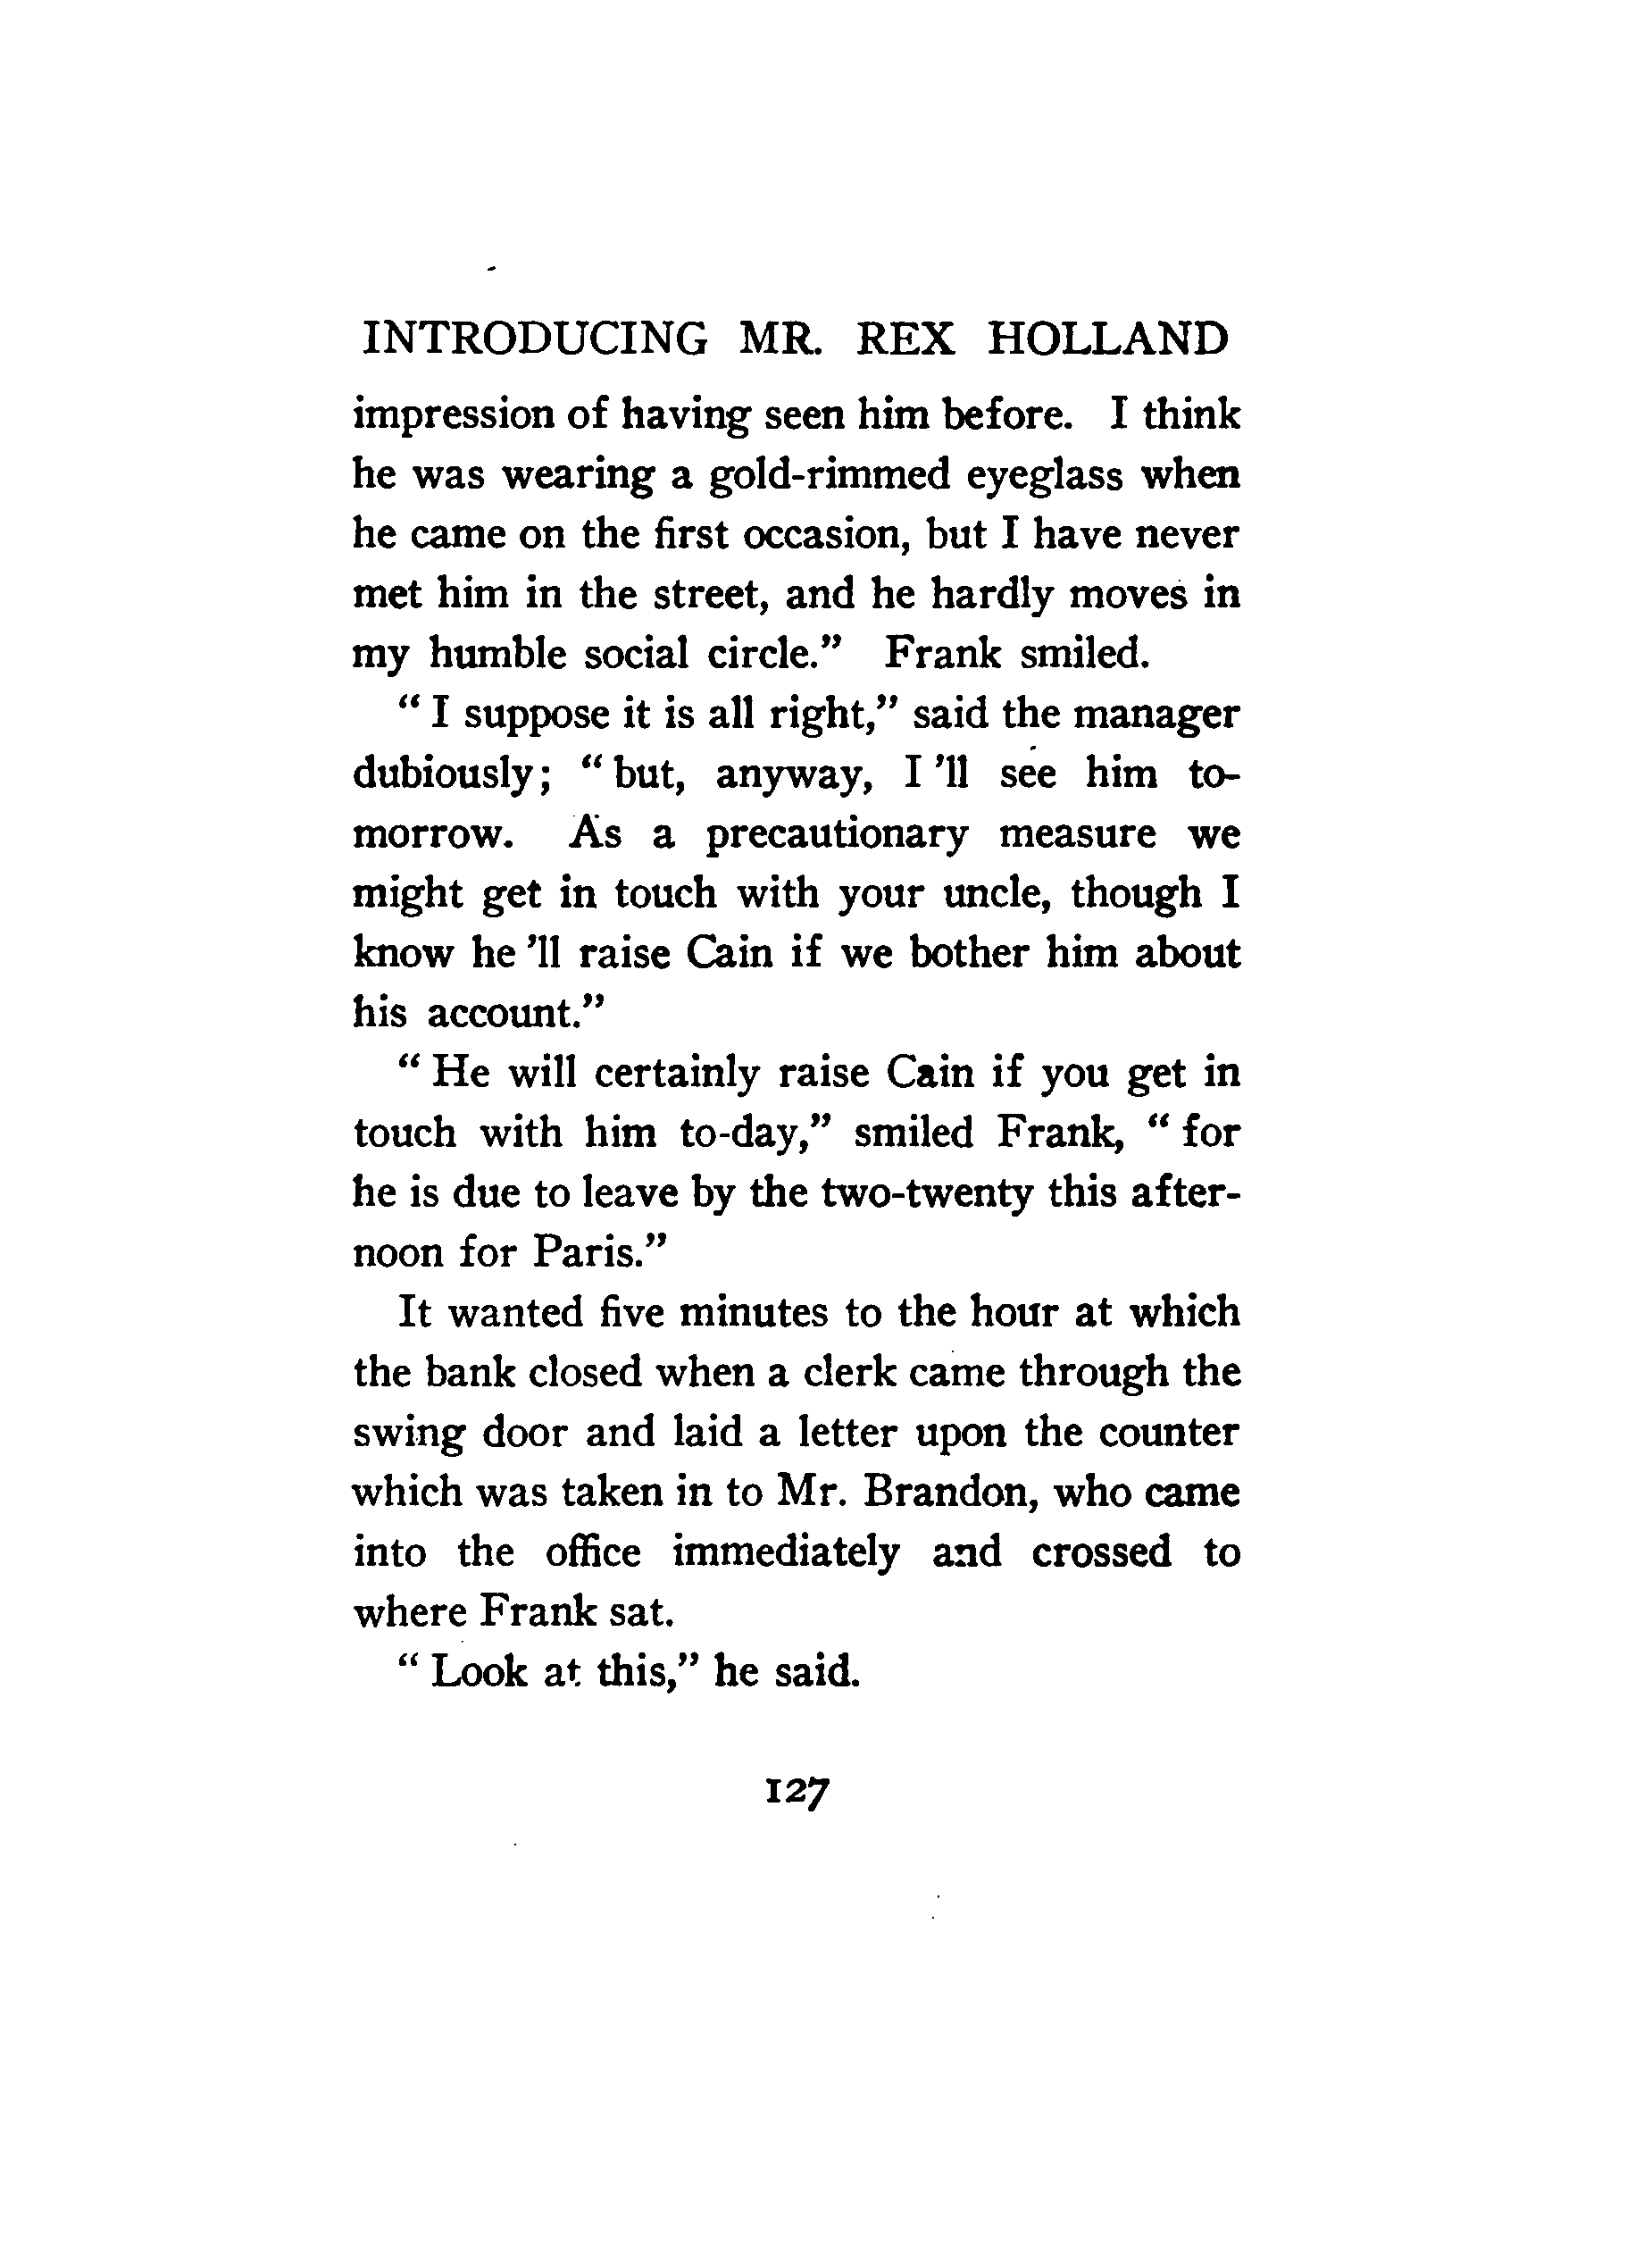 INTRODUCING MR. REX HOLLAND
impression of having seen him before. I think
he was wearing a gold-rimmed eyeglass when
he came on the first occasion, but I have never
met him in the street, and he hardly moves in
my humble social circle.” Frank smiled.
“ I suppose it is all right,” said the manager
dubiously; “ but, anyway, I ’ll see him to-
morrow. As a precautionary measure we
might get in touch with your uncle, though I
know he ’ll raise Cain if we bother him about
his account.”
“ He will certainly raise Cain if you get in
touch with him to-day,” smiled Frank, “ for
he is due to leave by the two-twenty this after-
noon for Paris.”
It wanted five minutes to the hour at which
the bank closed when a clerk came through the
swing door and laid a letter upon the counter
which was taken in to Mr. Brandon, who came
into the office immediately and crossed to
where Frank sat.
“ Look at this,” he said.
127